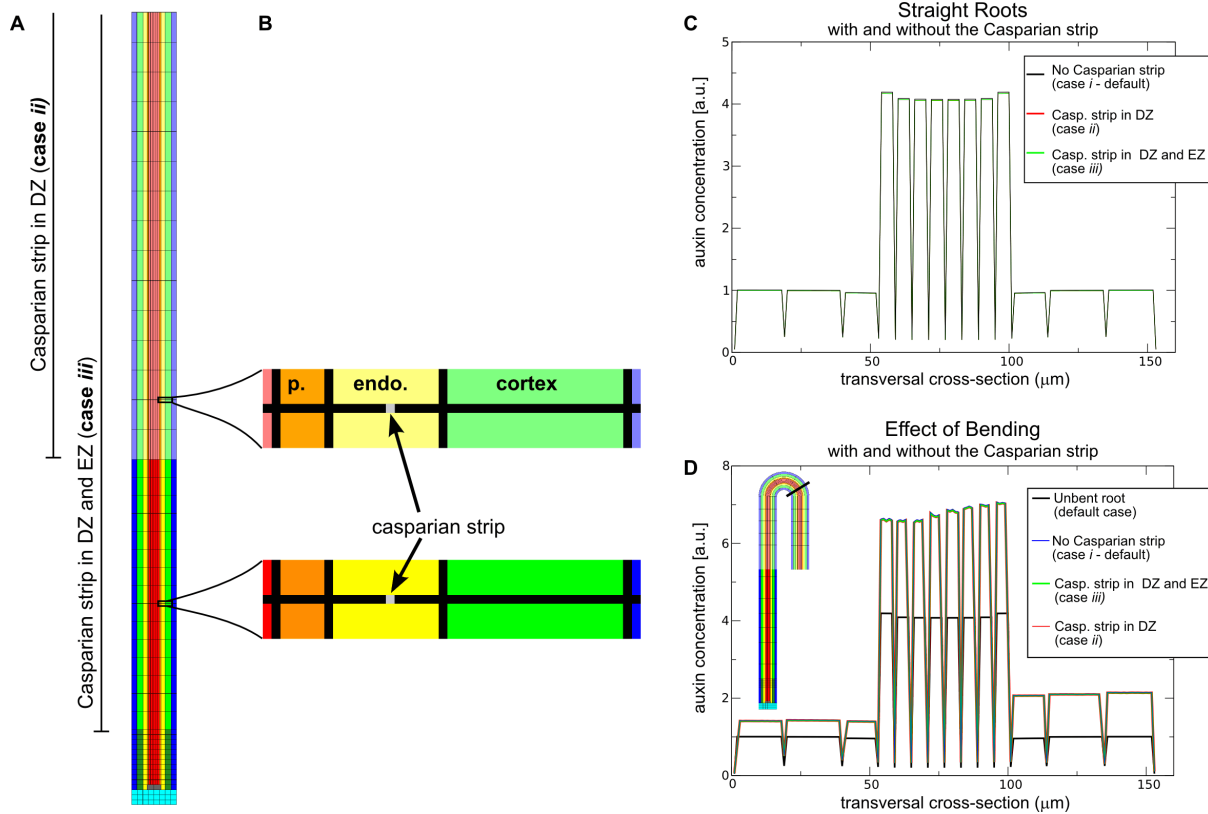 A
Casparian strip in DZ (case ii)
Casparian strip in DZ and EZ (case iii)
B
p.
endo.
cortex
casparian strip
C
Straight Roots
with and without the Casparian strip
auxin concentration [a.u.]
5
4
3
2
1
0
0
50
100
150
transversal cross-section (μm)
No Casparian strip
(case i - default)
Casp. strip in DZ
(case ii)
Casp. strip in DZ and EZ
(case iii)
D
Effect of Bending
with and without the Casparian strip
auxin concentration [a.u.]
8
6
4
2
0
0
50
100
150
transversal cross-section (μm)
Unbent root
(default case)
No Casparian strip
(case i - default)
Casp. strip in DZ and EZ
(case iii)
Casp. strip in DZ
(case ii)